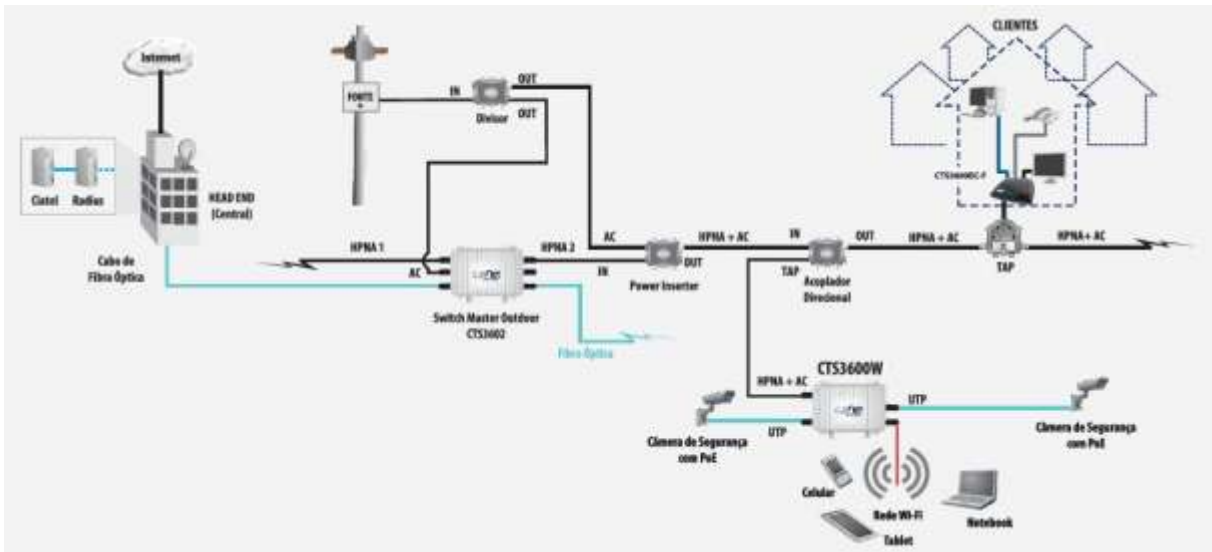 Internet
Ciatel
Radius
HEAD END
(Central)
Cabo de
Fibra Óptica
FONTE
IN
OUT
OUT
Divisor
HPNA 1
AC
HPNA 2
IN
Switch Master Outdoor
CTS3602
Fibra Óptica
AC
HPNA + AC
OUT
Power Inserter
IN
OUT
TAP
Acoplador
Direcional
HPNA + AC
TAP
HPNA+ AC
CLIENTES
HPNA + AC
CTS3600W
UTP
UTP
Câmera de Segurança
com PoE
Câmera de Segurança
com PoE
Celular
Rede Wi-Fi
Tablet
Notebook